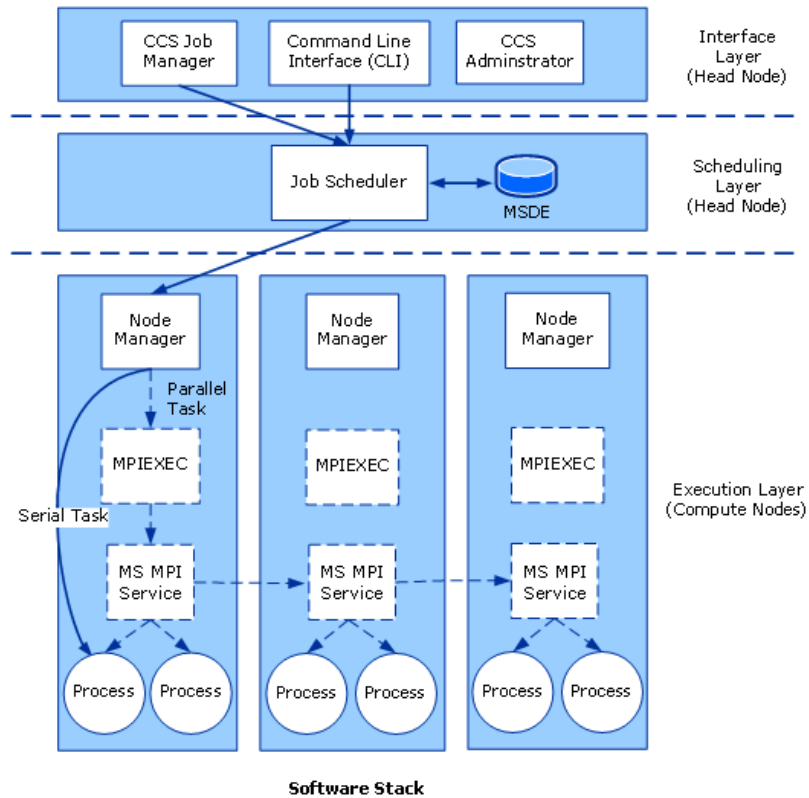 CCS Job
Manager
Command Line
Interface (CLI)
CCS
Adminstrator
Interface
Layer
(Head Node)
Job Scheduler
MSDE
Scheduling
Layer
(Head Node)
Node
Manager
Node
Manager
Node
Manager
Parallel
Task
MPIEXEC
MPIEXEC
MPIEXEC
Serial Task
Execution Layer
(Compute Nodes)
MS MPI
Service
MS MPI
Service
MS MPI
Service
Process
Process
Process
Process
Process
Process
Software Stack